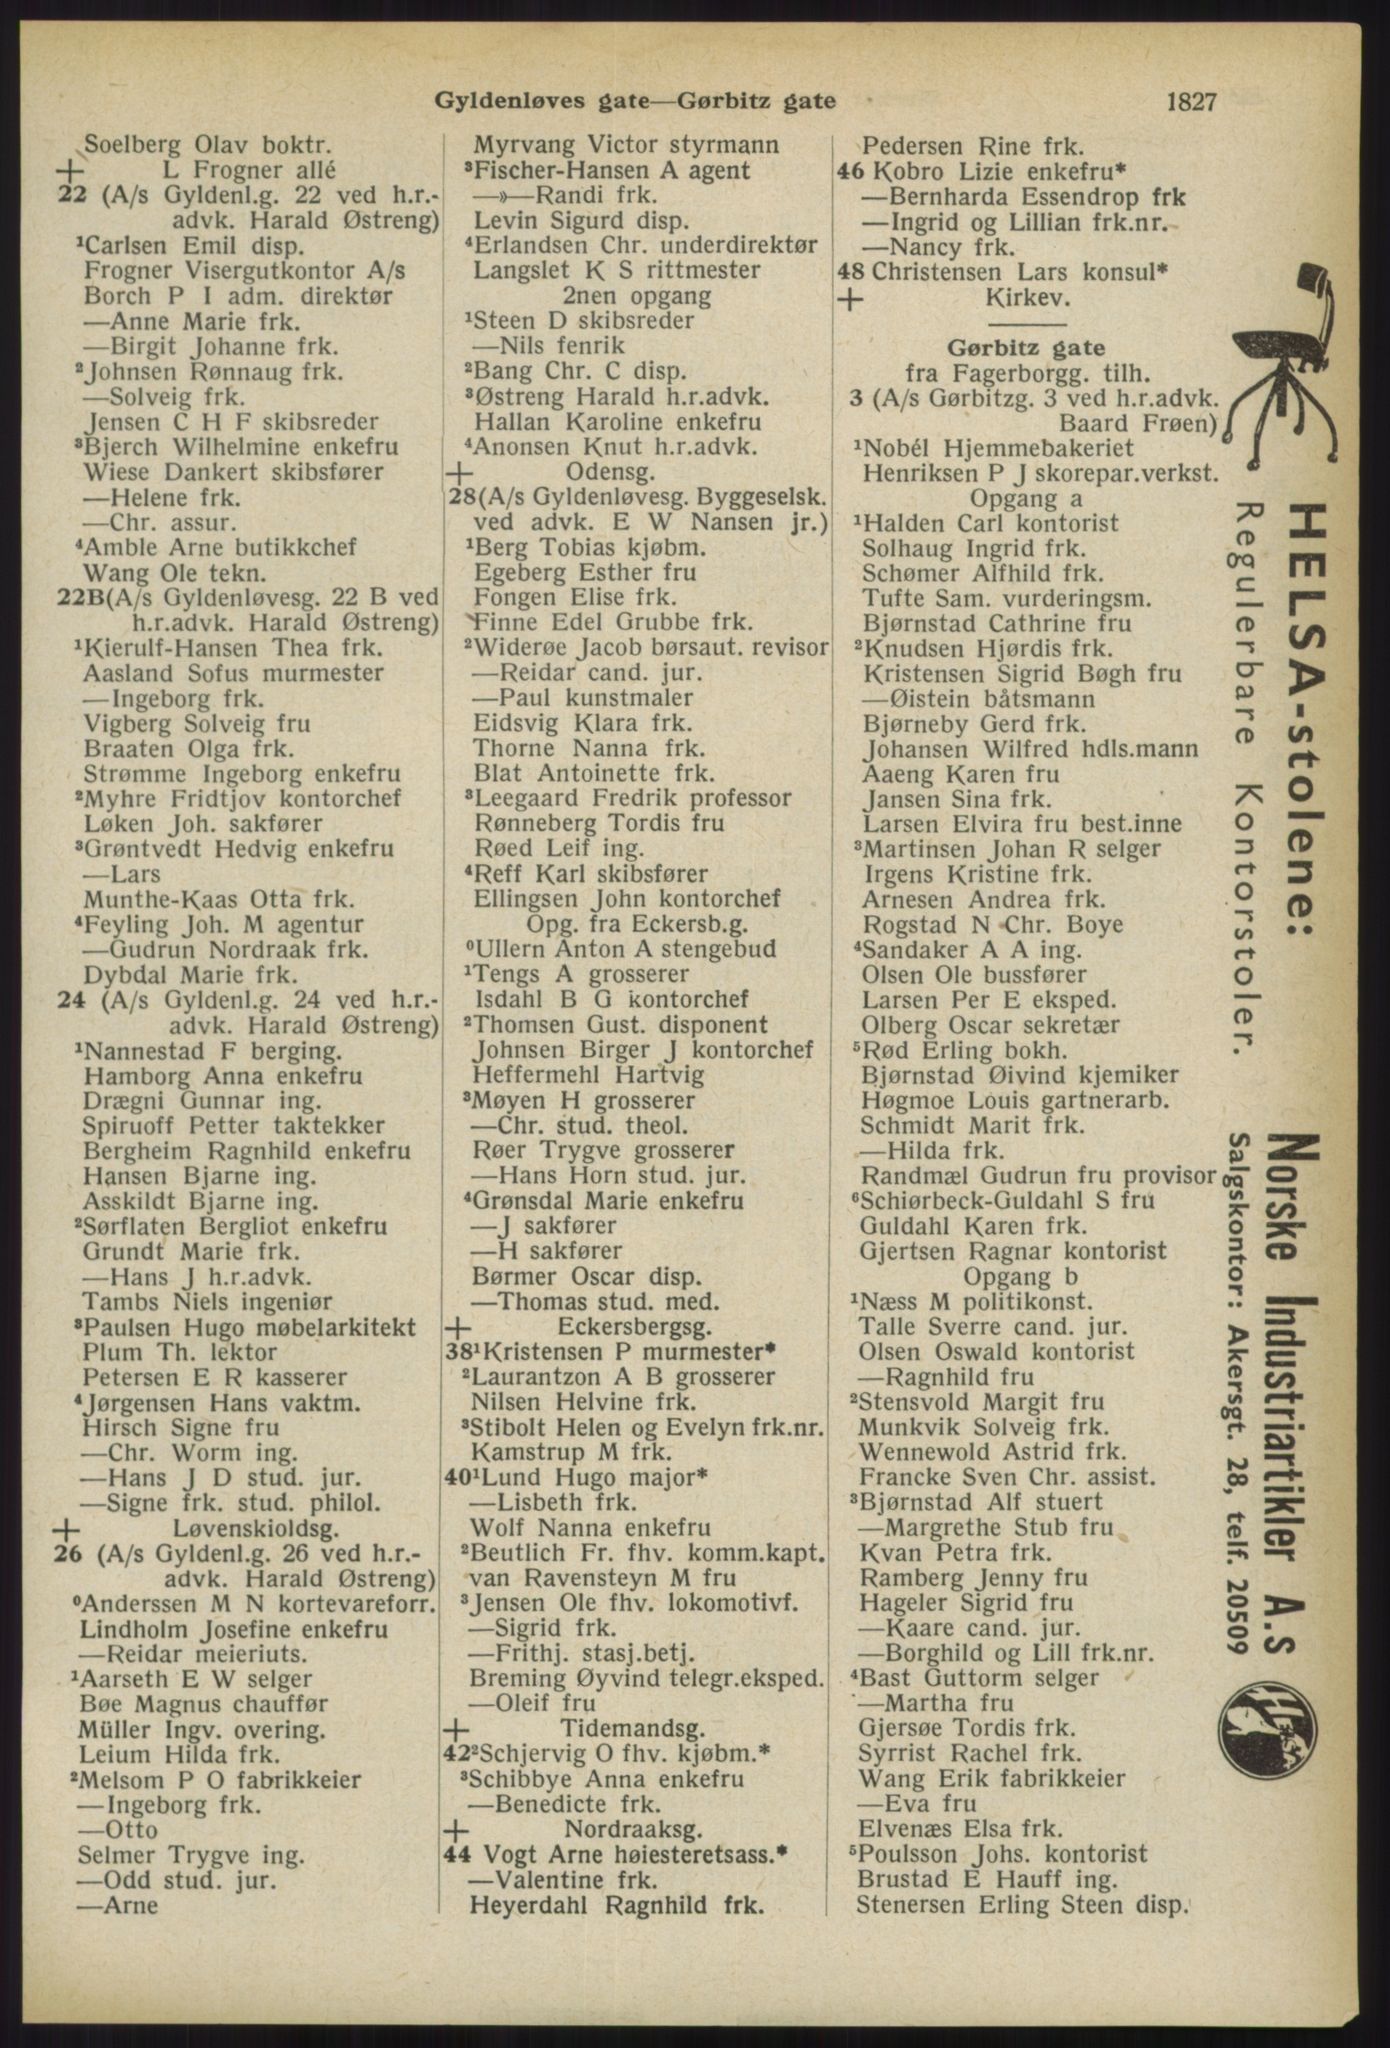 Gyldenløves gate—Gørbitz gate 1827
Soelberg Olav boktr.
+ L Frogner allé
22 (A/s Gyldenl.g. 22 ved h.r.-
advk. Harald Østreng)
¹Carlsen Emil disp.
Frogner Visergutkontor A/s
Borch P I adm. direktør
—Anne Marie frk.
—Birgit Johanne frk.
²Johnsen Rønnaug frk.
—Solveig frk.
Jensen C H F skibsreder
³Bjerch Wilhelmine enkefru
Wiese Dankert skibsfører
—Helene frk.
—Chr. assur.
⁴Amble Arne butikkchef
Wang Ole tekn.
22B(A/s Gyldenløvesg. 22 B ved
h.r.advk. Harald Østreng)
¹Kierulf-Hansen Thea frk.
Aasland Sofus murmester
—Ingeborg frk.
Vigberg Solveig fru
Braaten Olga frk.
Strømme Ingeborg enkefru
²Myhre Fridtjov kontorchef
Løken Joh. sakfører
³Grøntvedt Hedvig enkefru
—Lars
Munthe-Kaas Otta frk.
⁴Feyling Joh. M agentur
—Gudrun Nordraak frk.
Dybdal Marie frk.
24 (A/s Gyldenl.g. 24 ved h.r.-
advk. Harald Østreng)
¹Nannestad F berging.
Hamborg Anna enkefru
Drægni Gunnar ing.
Spiruoff Petter taktekker
Bergheim Ragnhild enkefru
Hansen Bjarne ing.
Asskildt Bjarne ing.
²Sørflaten Bergliot enkefru
Grundt Marie frk.
—Hans J h.r.advk.
Tambs Niels ingeniør
³Paulsen Hugo møbelarkitekt
Plum Th. lektor
Petersen E R kasserer
⁴Jørgensen Hans vaktm.
Hirsch Signe fru
—Chr. Worm ing.
—Hans J D stud. jur.
—Signe frk. stud. philol.
+ Løvenskioldsg.
26 (A/s Gyldenl.g. 26 ved h.r.-
advk. Harald Østreng)
⁰Anderssen M N kortevareforr.
Lindholm Josefine enkefru
—Reidar meieriuts.
¹Aarseth E W selger
Bøe Magnus chauffør
Müller Ingv. overing.
Leium Hilda frk.
²Melsom P O fabrikkeier
—Ingeborg frk.
—Otto
Selmer Trygve ing.
—Odd stud. jur.
—Arne
Myrvang Victor styrmann
³Fischer-Hansen A agent
—»—Randi frk.
Levin Sigurd disp.
⁴Erlandsen Chr. underdirektør
Langslet K S rittmester
2nen opgang
¹Steen D skibsreder
—Nils fenrik
²Bang Chr. C disp.
³Østreng Harald h.r.advk.
Hallan Karoline enkefru
⁴Anonsen Knut h.r.advk.
+ Odensg.
28(A/s Gyldenløvesg. Byggeselsk.
ved advk. E W Nansen jr.)
¹Berg Tobias kjøbm.
Egeberg Esther fru
Fongen Elise frk.
Finne Edel Grubbe frk.
²Widerøe Jacob børsaut. revisor
—Reidar cand. jur.
—Paul kunstmaler
Eidsvig Klara frk.
Thorne Nanna frk.
Blat Antoinette frk.
³Leegaard Fredrik professor
Rønneberg Tordis fru
Røed Leif ing.
⁴Reff Karl skibsfører
Ellingsen John kontorchef
Opg. fra Eckersb.g.
⁰Ullern Anton A stengebud
¹Tengs A grosserer
Isdahl B G kontorchef
²Thomsen Gust. disponent
Johnsen Birger J kontorchef
Heffermehl Hartvig
³Møyen H grosserer
—Chr. stud. theol.
Røer Trygve grosserer
—Hans Horn stud. jur.
⁴Grønsdal Marie enkefru
—J sakfører
—H sakfører
Børmer Oscar disp.
—Thomas stud. med.
+ Eckersbergsg.
38¹Kristensen P murmester*
²Laurantzon A B grosserer
Nilsen Helvine frk.
³Stibolt Helen og Evelyn frk.nr.
Kamstrup M frk.
40¹Lund Hugo major*
—Lisbeth frk.
Wolf Nanna enkefru
²Beutlich Fr. fhv. komm.kapt.
van Ravensteyn M fru
³Jensen Ole fhv. lokomotivf.
—Sigrid frk.
—Frithj. stasj.betj.
Breming Øyvind telegr.eksped.
—Oleif fru
+ Tidemandsg.
42²Schjervig O fhv. kjøbm.*
³Schibbye Anna enkefru
—Benedicte frk.
+ Nordraaksg.
44 Vogt Arne høiesteretsass.*
—Valentine frk.
Heyerdahl Ragnhild frk.
Pedersen Rine frk.
46 Kobro Lizie enkefru*
—Bernharda Essendrop frk
—Ingrid og Lillian frk.nr.
—Nancy frk.
48 Christensen Lars konsul*
+ Kirkev.
Gørbitz gate
fra Fagerborgg. tilh.
3 (A/s Gørbitzg. 3 ved h.r.advk.
Baard Frøen)
¹Nobél Hjemmebakeriet
Henriksen P J skorepar.verkst.
Opgang a
¹Halden Carl kontorist
Solhaug Ingrid frk.
Schømer Alfhild frk.
Tufte Sam. vurderingsm.
Bjørnstad Cathrine fru
²Knudsen Hjørdis frk.
Kristensen Sigrid Bøgh fru
—Øistein båtsmann
Bjørneby Gerd frk.
Johansen Wilfred hdls.mann
Aaeng Karen fru
Jansen Sina frk.
Larsen Elvira fru best.inne
³Martinsen Johan R selger
Irgens Kristine frk.
Arnesen Andrea frk.
Rogstad N Chr. Boye
⁴Sandaker A A ing.
Olsen Ole bussfører
Larsen Per E eksped.
Olberg Oscar sekretær
⁵Rød Erling bokh.
Bjørnstad Øivind kjemiker
Høgmoe Louis gartnerarb.
Schmidt Marit frk.
—Hilda frk.
Randmæl Gudrun fru provisor
⁶Schiørbeck-Guldahl S fru
Guldahl Karen frk.
Gjertsen Ragnar kontorist
Opgang b
¹Næss M politikonst.
Talle Sverre cand. jur.
Olsen Oswald kontorist
—Ragnhild fru
²Stensvold Margit fru
Munkvik Solveig frk.
Wennewold Astrid frk.
Francke Sven Chr. assist.
³Bjørnstad Alf stuert
—Margrethe Stub fru
Kvan Petra frk.
Ramberg Jenny fru
Hageler Sigrid fru
—Kaare cand. jur.
—Borghild og Lill frk.nr.
⁴Bast Guttorm selger
—Martha fru
Gjersøe Tordis frk.
Syrrist Rachel frk.
Wang Erik fabrikkeier
—Eva fru
Elvenæs Elsa frk.
⁵Poulsson Johs. kontorist
Brustad E Hauff ing.
Stenersen Erling Steen disp.
HELSA-stolene:
Regulerbare Kontorstoler.
Norske Industriartikler A.s
Salgskontor: Akersgt. 28, telf. 20509